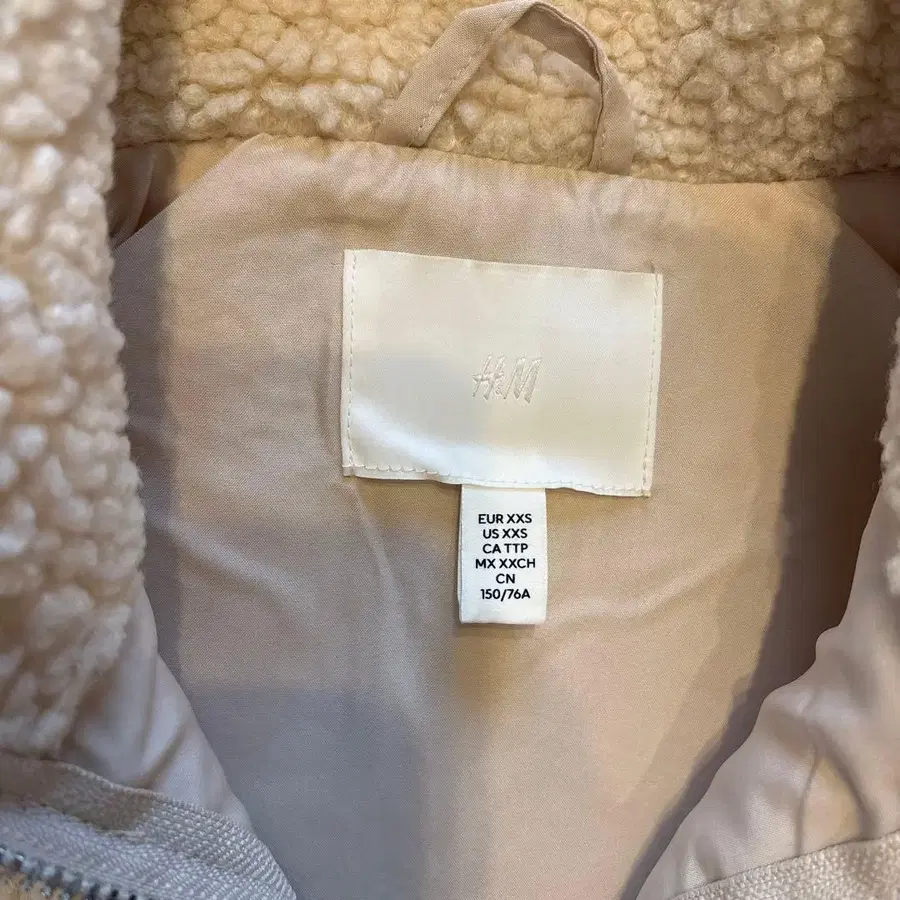 H&M
EUR XXS
US XXS
CA TTP
MX XXCH
CN
150/76A